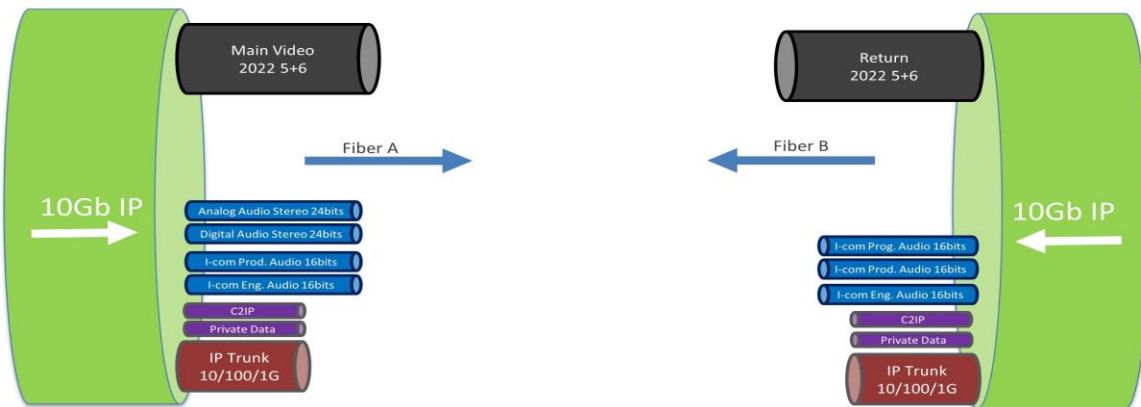 Main Video
2022 5+6
Return
2022 5+6
Fiber A
Fiber B
10Gb IP
10Gb IP
Analog Audio Stereo 24bits
Digital Audio Stereo 24bits
I-com Prod. Audio 16bits
I-com Eng. Audio 16bits
C2IP
Private Data
IP Trunk
10/100/1G
I-com Prog. Audio 16bits
I-com Prod. Audio 16bits
I-com Eng. Audio 16bits
C2IP
Private Data
IP Trunk
10/100/1G